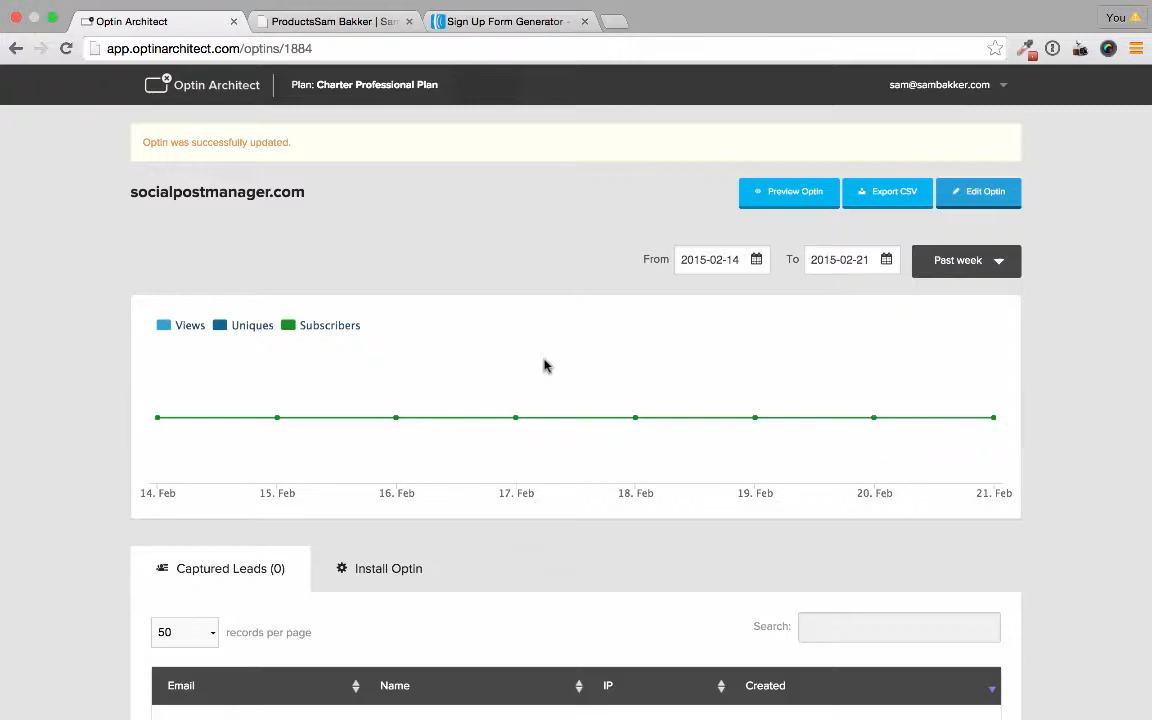 Optin Architect
ProductsSam Bakker | Sam
Sign Up Form Generator -
You
app.optinarchitect.com/optins/1884
Optin Architect
Plan: Charter Professional Plan
sam@sambakker.com
Optin was successfully updated.
socialpostmanager.com
Preview Optin
Export CSV
Edit Optin
From
2015-02-14
To
2015-02-21
Past week
Views
Uniques
Subscribers
14. Feb
15. Feb
16. Feb
17. Feb
18. Feb
19. Feb
20. Feb
21. Feb
Captured Leads (0)
Install Optin
50
records per page
Search:
Email
Name
IP
Created